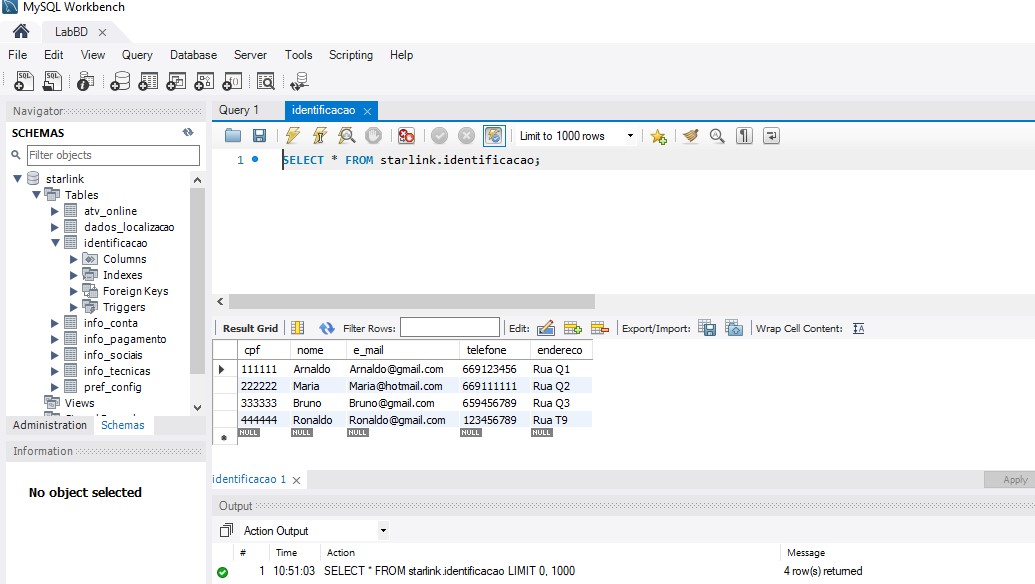 MySQL Workbench
LabBD
File Edit View Query Database Server Tools Scripting Help
Navigator
SCHEMAS
Filter objects
starlink
Tables
atv_online
dados_localizacao
identificacao
Columns
Indexes
Foreign Keys
Triggers
info_conta
info_pagamento
info_sociais
info_tecnicas
pref_config
Views
Administration Schemas
Information
No object selected
Query 1 identificacao
Limit to 1000 rows
1 SELECT * FROM starlink.identificacao;
Result Grid Filter Rows: Edit: Export/Import: Wrap Cell Content:
cpf nome e_mail telefone endereco
111111 Arnaldo Arnaldo@gmail.com 669123456 Rua Q1
222222 Maria Maria@hotmail.com 669111111 Rua Q2
333333 Bruno Bruno@gmail.com 659456789 Rua Q3
444444 Ronaldo Ronaldo@gmail.com 123456789 Rua T9
NULL NULL NULL NULL NULL
identificacao 1 Apply
Output
Action Output
# Time Action Message
1 10:51:03 SELECT * FROM starlink.identificacao LIMIT 0, 1000 4 row(s) returned